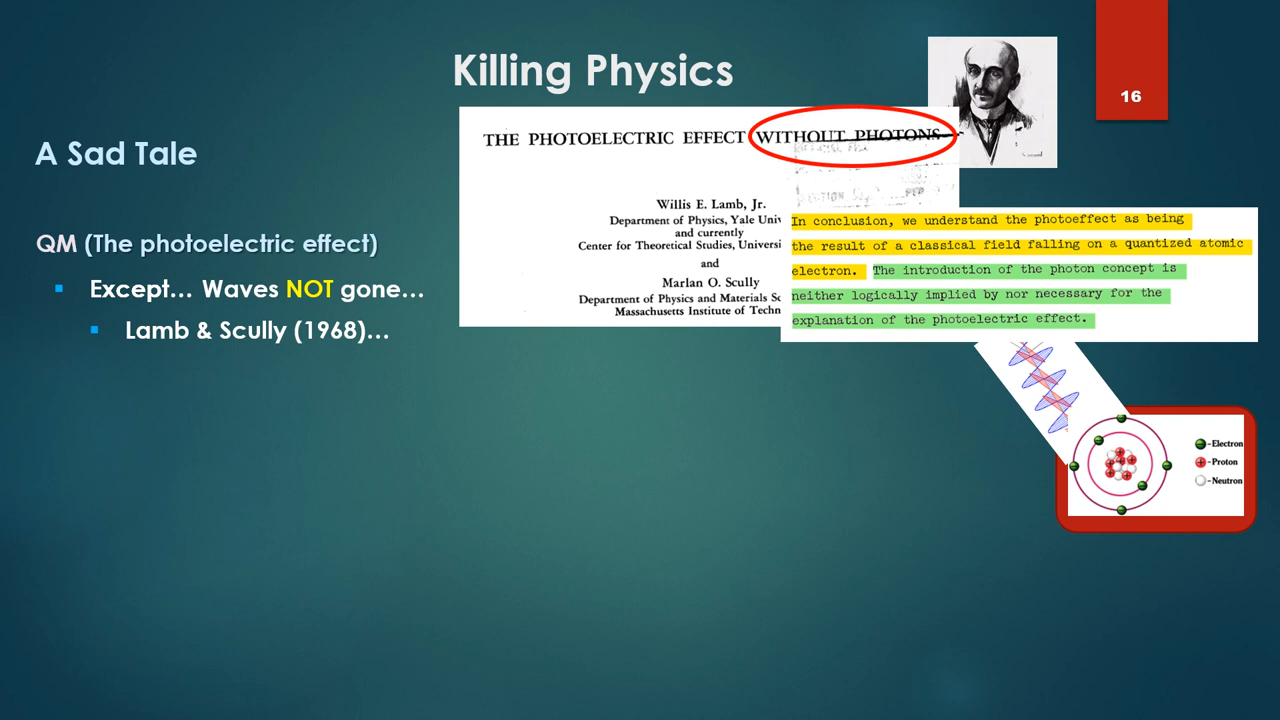 Killing Physics
16
A Sad Tale
QM (The photoelectric effect)
Except... Waves NOT gone...
Lamb & Scully (1968)...
THE PHOTOELECTRIC EFFECT WITHOUT PHOTONS
Willis E. Lamb, Jr.
Department of Physics, Yale Univ
and currently
Center for Theoretical Studies, Universi
and
Marlan O. Scully
Department of Physics and Materials Sc
Massachusetts Institute of Techn
In conclusion, we understand the photoeffect as being
the result of a classical field falling on a quantized atomic
electron. The introduction of the photon concept is
neither logically implied by nor necessary for the
explanation of the photoelectric effect.
-Electron
-Proton
-Neutron